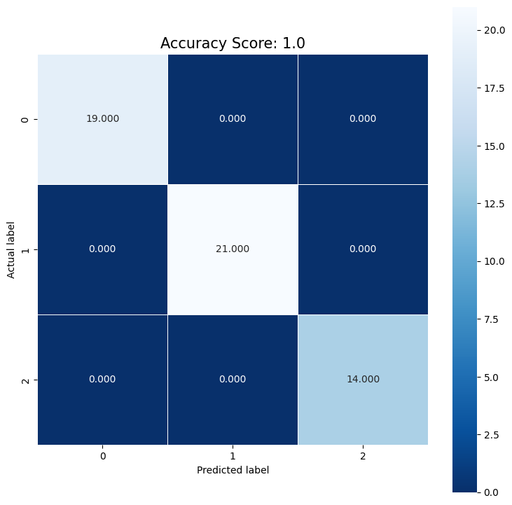 Accuracy Score: 1.0
0 19.000 0.000 0.000
1 0.000 21.000 0.000
2 0.000 0.000 14.000
Actual label
0 1 2
Predicted label
20.0
17.5
15.0
12.5
10.0
7.5
5.0
2.5
0.0